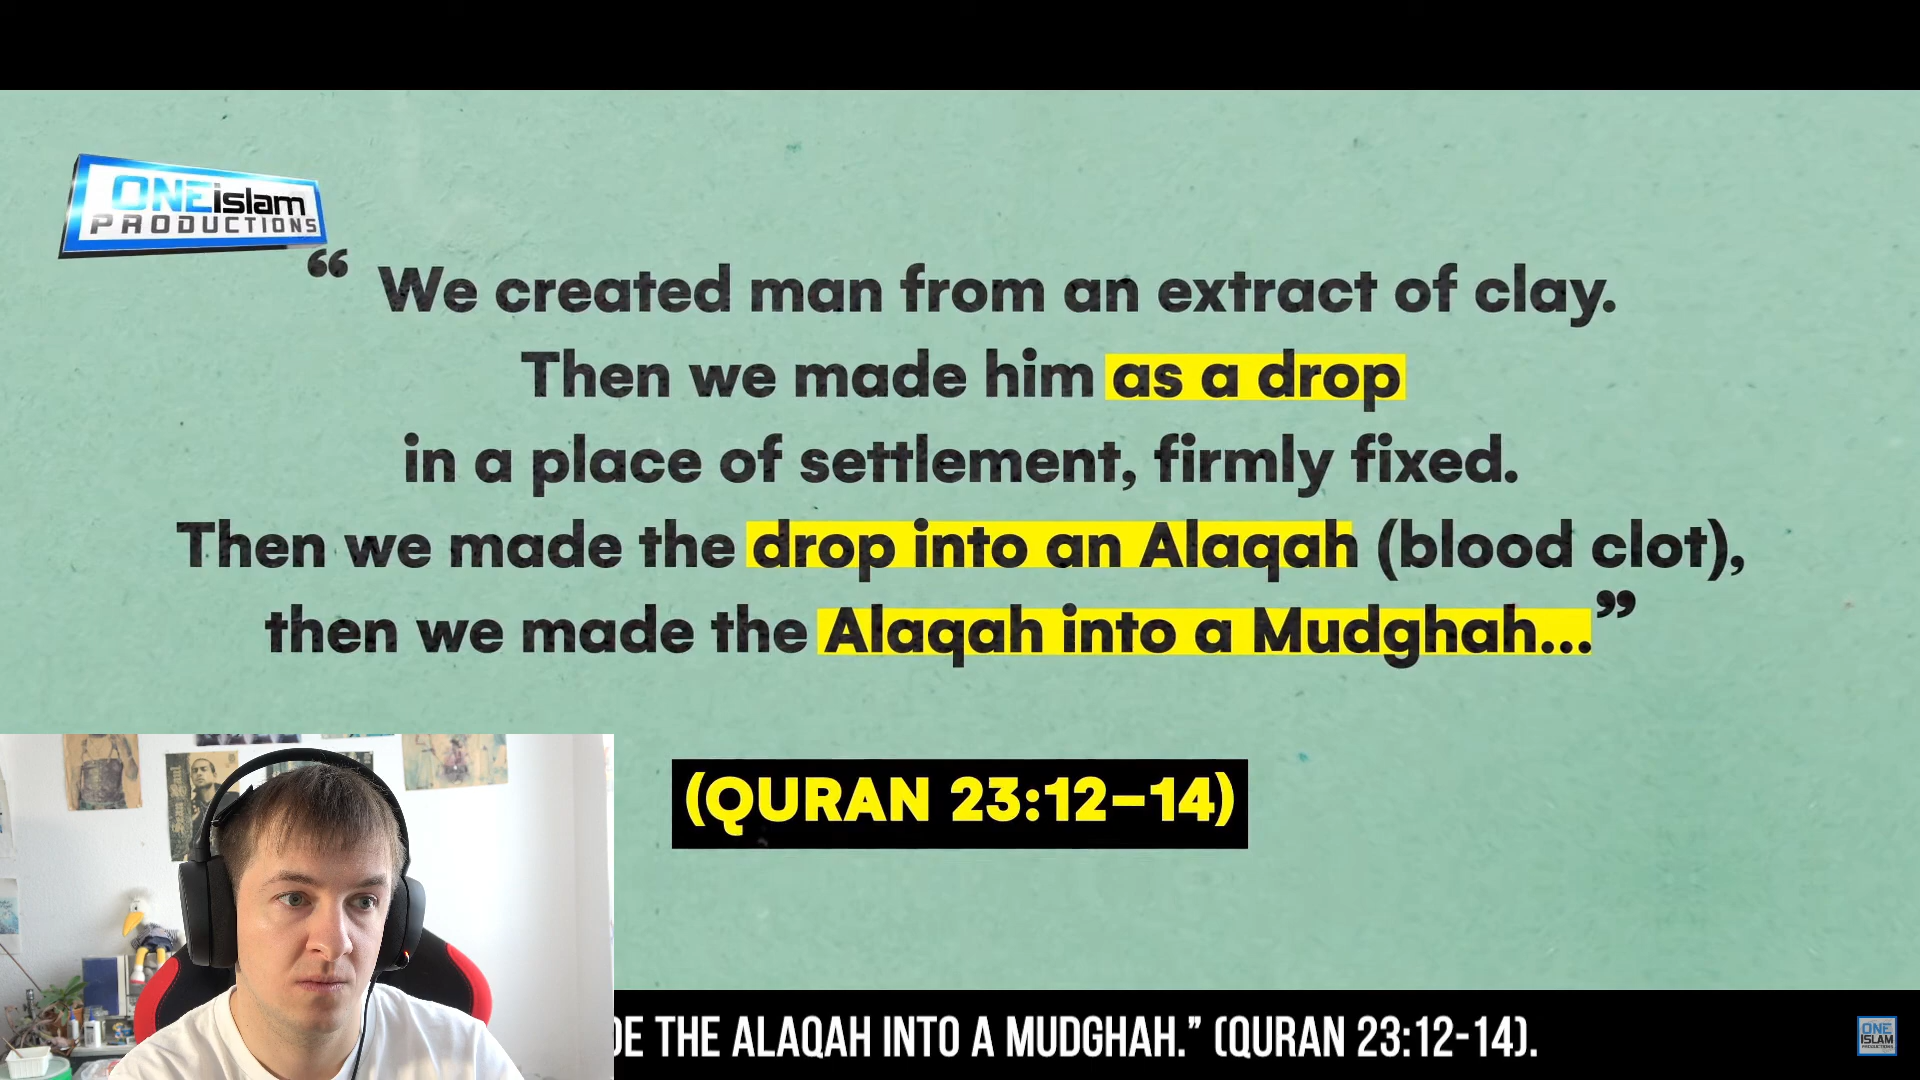 ONEislam
PRODUCTIONS
“ We created man from an extract of clay.
Then we made him as a drop
in a place of settlement, firmly fixed.
Then we made the drop into an Alaqah (blood clot),
then we made the Alaqah into a Mudghah...”
(QURAN 23:12–14)
THE ALAQAH INTO A MUDGHAH.” (QURAN 23:12-14).
ONE
ISLAM
PRODUCTIONS